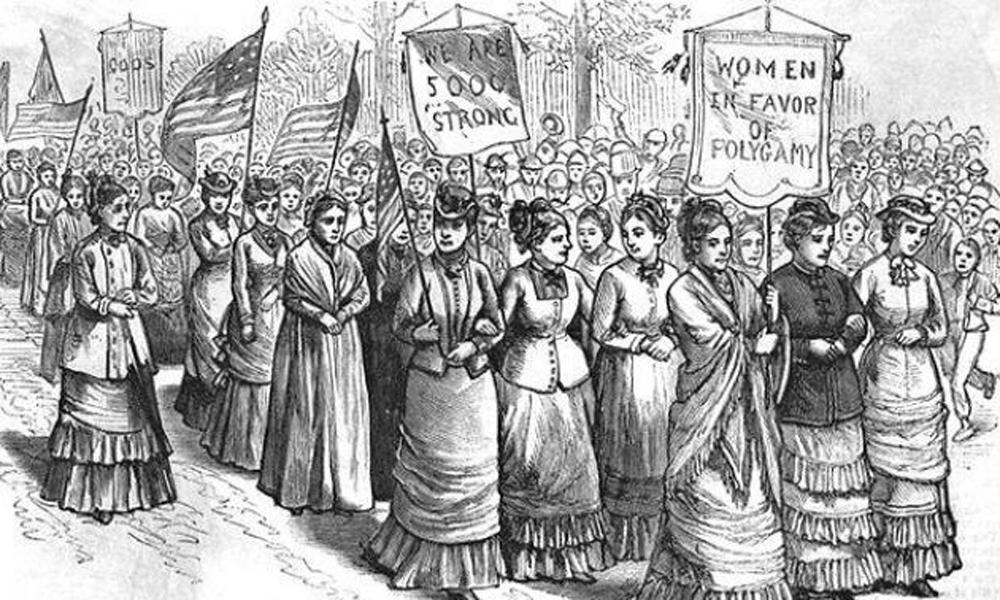 WE ARE
5000
STRONG
WOMEN
IN FAVOR
OF
POLYGAMY